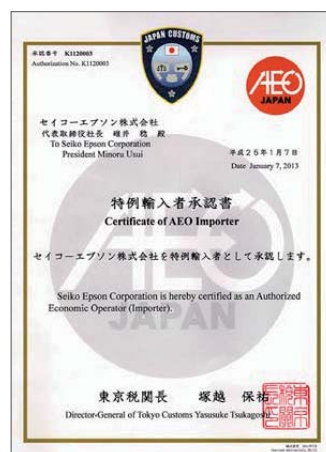 JAPAN CUSTOMS
承認番号 K1120003
Authorization No. K1120003
AEO
JAPAN
セイコーエプソン株式会社
代表取締役社長 碓井 稔 殿
To Seiko Epson Corporation
President Minoru Usui
平成25年1月7日
Date January 7, 2013
特例輸入者承認書
Certificate of AEO Importer
セイコーエプソン株式会社を特例輸入者として承認します。
Seiko Epson Corporation is hereby certified as an Authorized
Economic Operator (Importer).
AEO
JAPAN
東京税関長 塚越 保祐
Director-General of Tokyo Customs Yasusuke Tsukagoshi